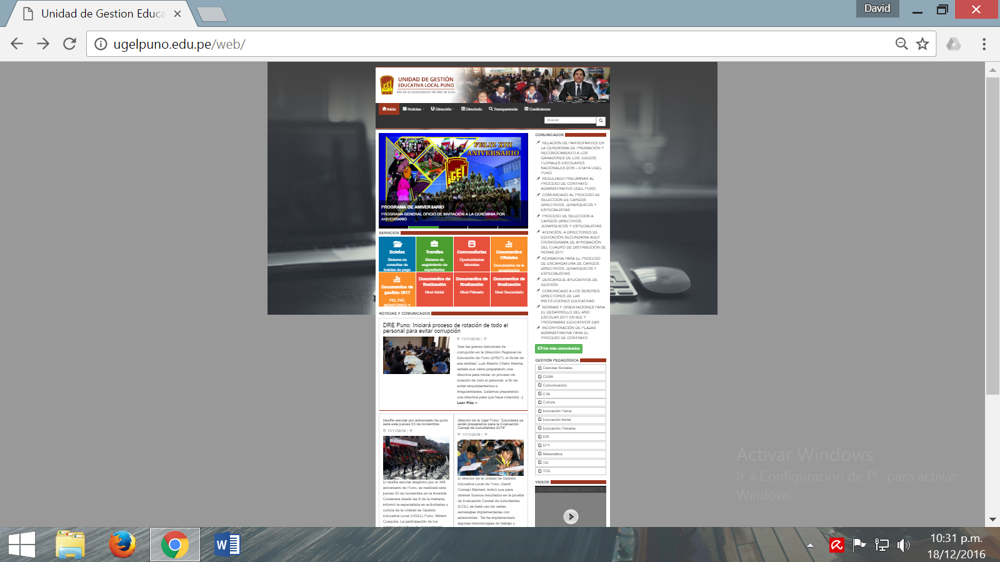 Unidad de Gestion Educa
David
ugelpuno.edu.pe/web/
UNIDAD DE GESTIÓN
EDUCATIVA LOCAL PUNO
Año de la consolidación del Mar de Grau
DIRECTOR
Inicio
Noticias
Dirección
Directorio
Transparencia
Contáctenos
Buscar
FELIZ XIII
ANIVERSARIO
UGEL
PROGRAMA DE ANIVERSARIO
PROGRAMA GENERAL OFICIO DE INVITACIÓN A LA CEREMINIA POR
ANIVERSARIO
SERVICIOS
Boletas
Sistema de
consultas de
boletas de pago
Tramites
Sistema de
seguimiento de
expedientes
Convocatorias
Oportunidades
laborales
Documentos
Oficiales
Documentos de la
organización
Documentos de
gestión 2017
PEI, PAT,
MONITOREO Y
Documentos de
finalización
Nivel Inicial
Documentos de
finalización
Nivel Primario
Documentos de
finalización
Nivel Secundario
NOTICIAS Y COMUNICADOS
DRE Puno: Iniciará proceso de rotación de todo el
personal para evitar corrupción
11/11/2016 |
Tras las graves denuncias de
corrupción en la Dirección Regional de
Educación de Puno (DREP), el titular de
esa entidad, Luis Alberto Challo Merma,
señala que viene preparando una
directiva para iniciar un proceso de
rotación de todo el personal, a fin de
evitar enquistamientos e
irregularidades. Estamos preparando
una directiva para que haya rotación[...]
Leer Más »
Desfile escolar por aniversario de puno
será este jueves 03 de noviembre
11/11/2016 |
El desfile escolar alegórico por el 348
aniversario de Puno, se realizará este
jueves 03 de noviembre en la Avenida
Costanera desde las 8 de la mañana,
informó la especialista en actividades y
cultura de la Unidad de Gestión
Educativa Local (UGEL) Puno, Miriam
Cuaquira. La participación de los
Director de la Ugel Puno: "Escolares ya
están preparados para la Evaluación
Censal de Estudiantes 2016"
11/11/2016 |
El director de la Unidad de Gestión
Educativa Local de Puno, David
Cornejo Mamani, indicó que para
obtener buenos resultados en la prueba
de Evaluación Censal de Estudiantes
(ECE), se hará uso de varias
estrategias implementadas con
anterioridad. "Se ha implementado
algunas metodologías de trabajo y
COMUNICADOS
RELACIÓN DE PARTICIPANTES EN
LA CEREMONIA DE PREMIACIÓN Y
RECONOCIMIENTO A LOS
GANADORES DE LOS JUEGOS
FLORALES ESCOLARES
NACIONALES 2016 – ETAPA UGEL
PUNO
RESULTADO PRELIMINAR AL
PROCESO DE CONTRATO
ADMINISTRATIVO UGEL PUNO
COMUNICADO AL PROCESO DE
SELECCIÓN DE CARGOS
DIRECTIVOS, JERARQUICOS Y
ESPECIALISTAS
PROCESO DE SELECCIÓN A
CARGOS DIRECTIVOS,
JERARQUICOS Y ESPECIALISTAS
ATENCIÓN, A DIRECTORES DE
EDUCACIÓN SECUNDARIA AQUÍ
CRONOGRAMA DE APROBACIÓN
DEL CUADRO DE DISTRIBUCIÓN DE
HORAS 2017
NORMATIVA PARA EL PROCESO
DE ENCARGATURA DE CARGOS
DIRECTIVOS, JERARQUICOS Y
ESPECIALISTAS
DESCARGUE APLICATIVOS DE
GESTIÓN
COMUNICADO A LOS SEÑORES
DIRECTORES DE LAS
INSTITUCIONES EDUCATIVAS
NORMAS Y ORIENTACIONES PARA
EL DESARROLLO DEL AÑO
ESCOLAR 2017 EN IIEE Y
PROGRAMAS EDUCATIVOS EBR
INCORPORACIÓN DE PLAZAS
ADMINISTRATIVA PARA EL
PROCESO DE CONTRATO
Ver más comunicados
GESTIÓN PEDAGÓGICA
Ciencias Sociales
CEBA
Comunicación
CTA
Cultura
Educación Física
Educación Inicial
Educación Primaria
EIB
EPT
Matemática
TIC
TOE
VIDEOS
Activar Windows
Ir a Configuración de PC para activar
Windows.
10:31 p.m.
18/12/2016